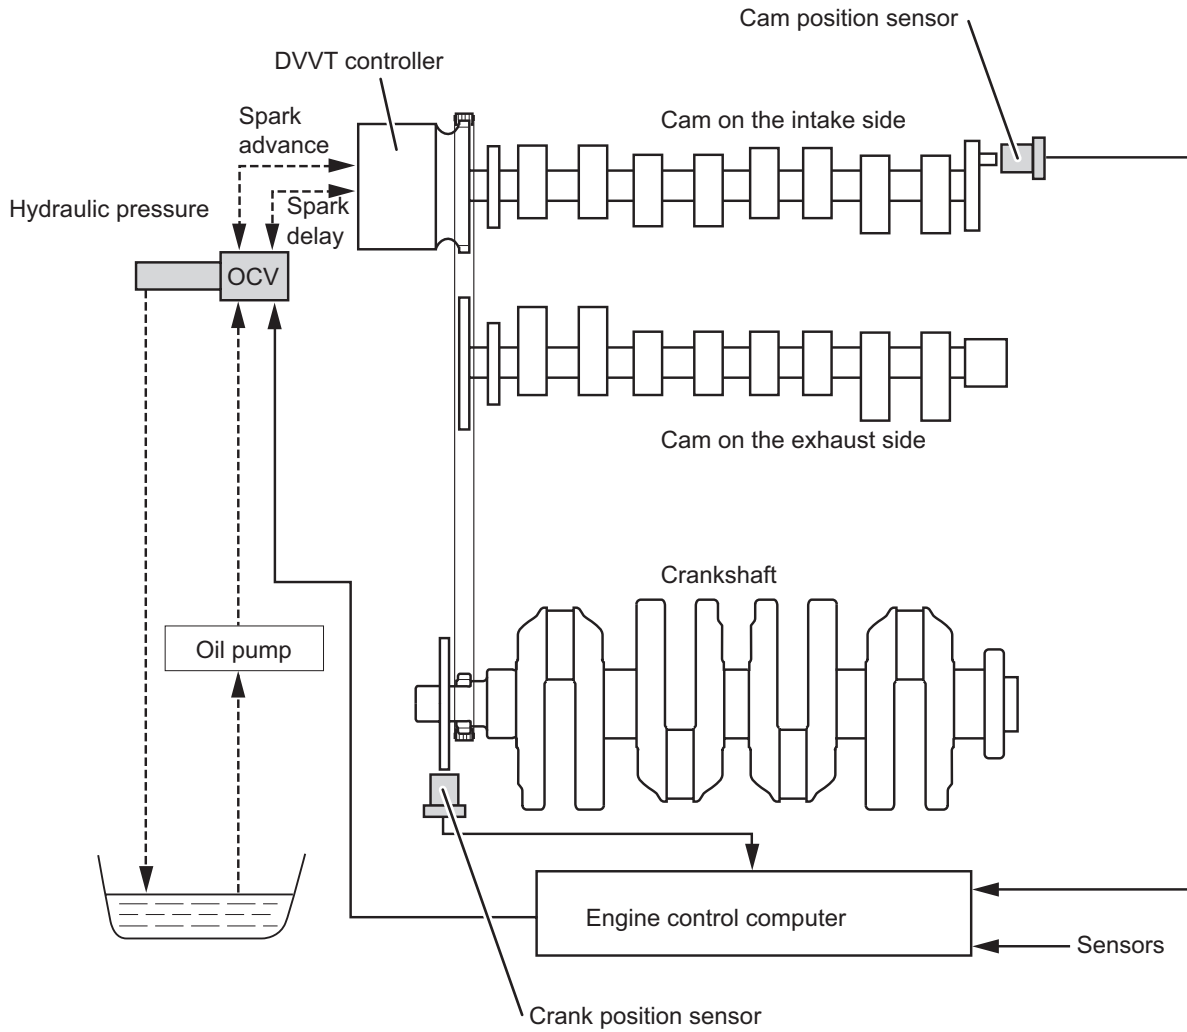 Cam position sensor
DVVT controller
Spark
advance
Cam on the intake side
Hydraulic pressure
Spark
delay
OCV
Cam on the exhaust side
Crankshaft
Oil pump
Engine control computer
Sensors
Crank position sensor